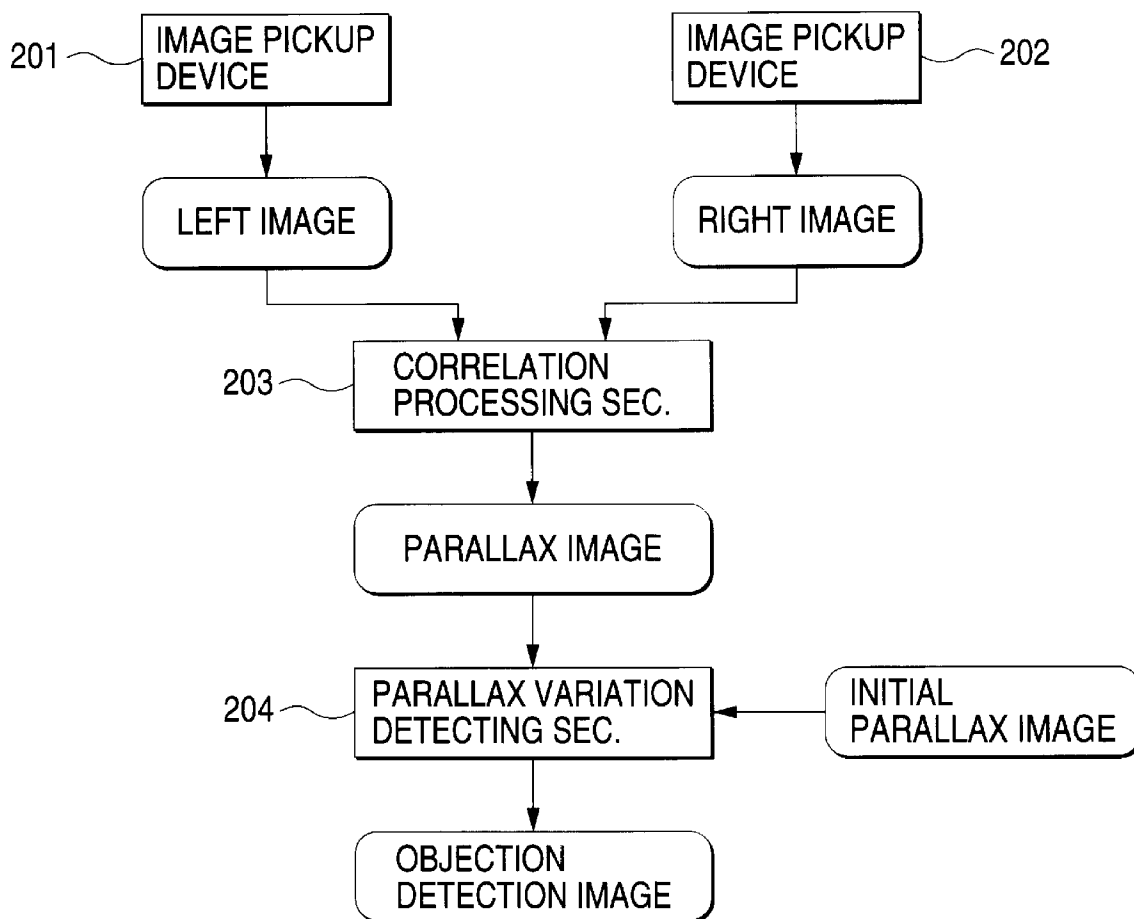 201
IMAGE PICKUP
DEVICE
IMAGE PICKUP
DEVICE
202
LEFT IMAGE
RIGHT IMAGE
203
CORRELATION
PROCESSING SEC.
PARALLAX IMAGE
204
PARALLAX VARIATION
DETECTING SEC.
INITIAL
PARALLAX IMAGE
OBJECTION
DETECTION IMAGE